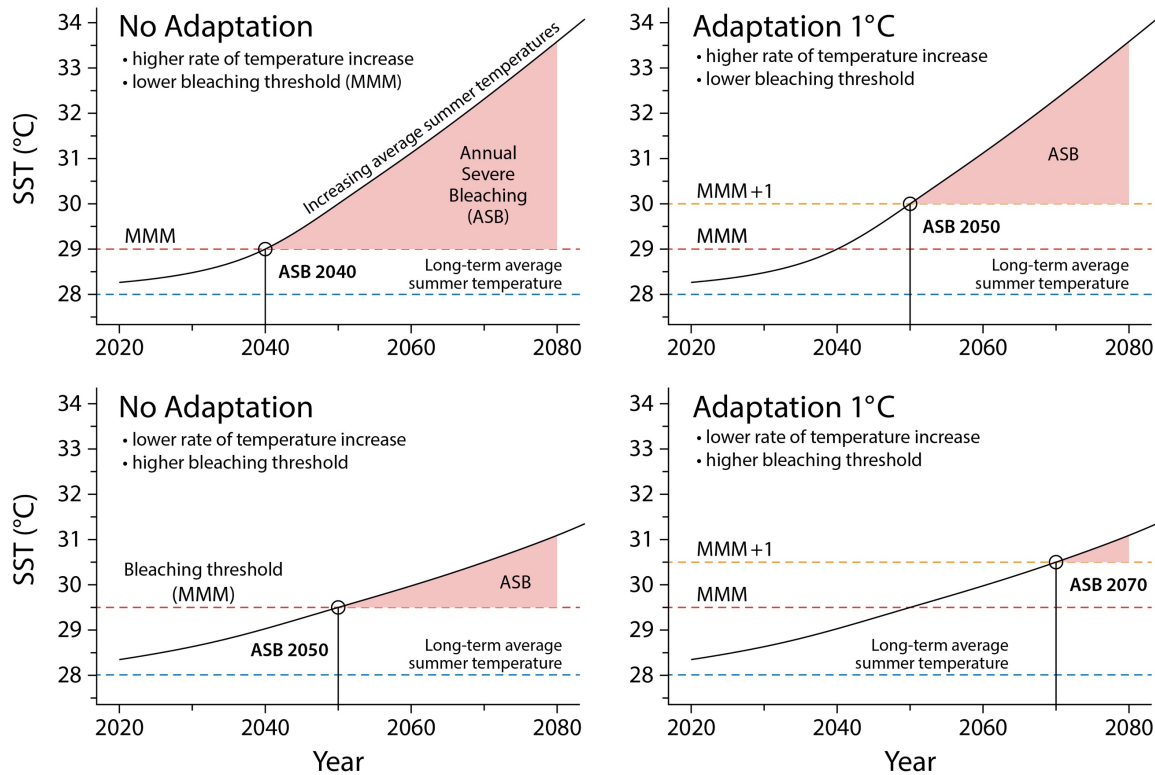 No Adaptation
• higher rate of temperature increase
• lower bleaching threshold (MMM)
Increasing average summer temperatures
Annual
Severe
Bleaching
(ASB)
MMM
ASB 2040
Long-term average
summer temperature
SST (°C)
34
33
32
31
30
29
28
2020
2040
2060
2080
Adaptation 1°C
• higher rate of temperature increase
• lower bleaching threshold
ASB
MMM +1
ASB 2050
MMM
Long-term average
summer temperature
34
33
32
31
30
29
28
2020
2040
2060
2080
No Adaptation
• lower rate of temperature increase
• higher bleaching threshold
Bleaching threshold
(MMM)
ASB
ASB 2050
Long-term average
summer temperature
SST (°C)
34
33
32
31
30
29
28
2020
2040
2060
2080
Year
Adaptation 1°C
• lower rate of temperature increase
• higher bleaching threshold
MMM +1
ASB 2070
MMM
Long-term average
summer temperature
34
33
32
31
30
29
28
2020
2040
2060
2080
Year